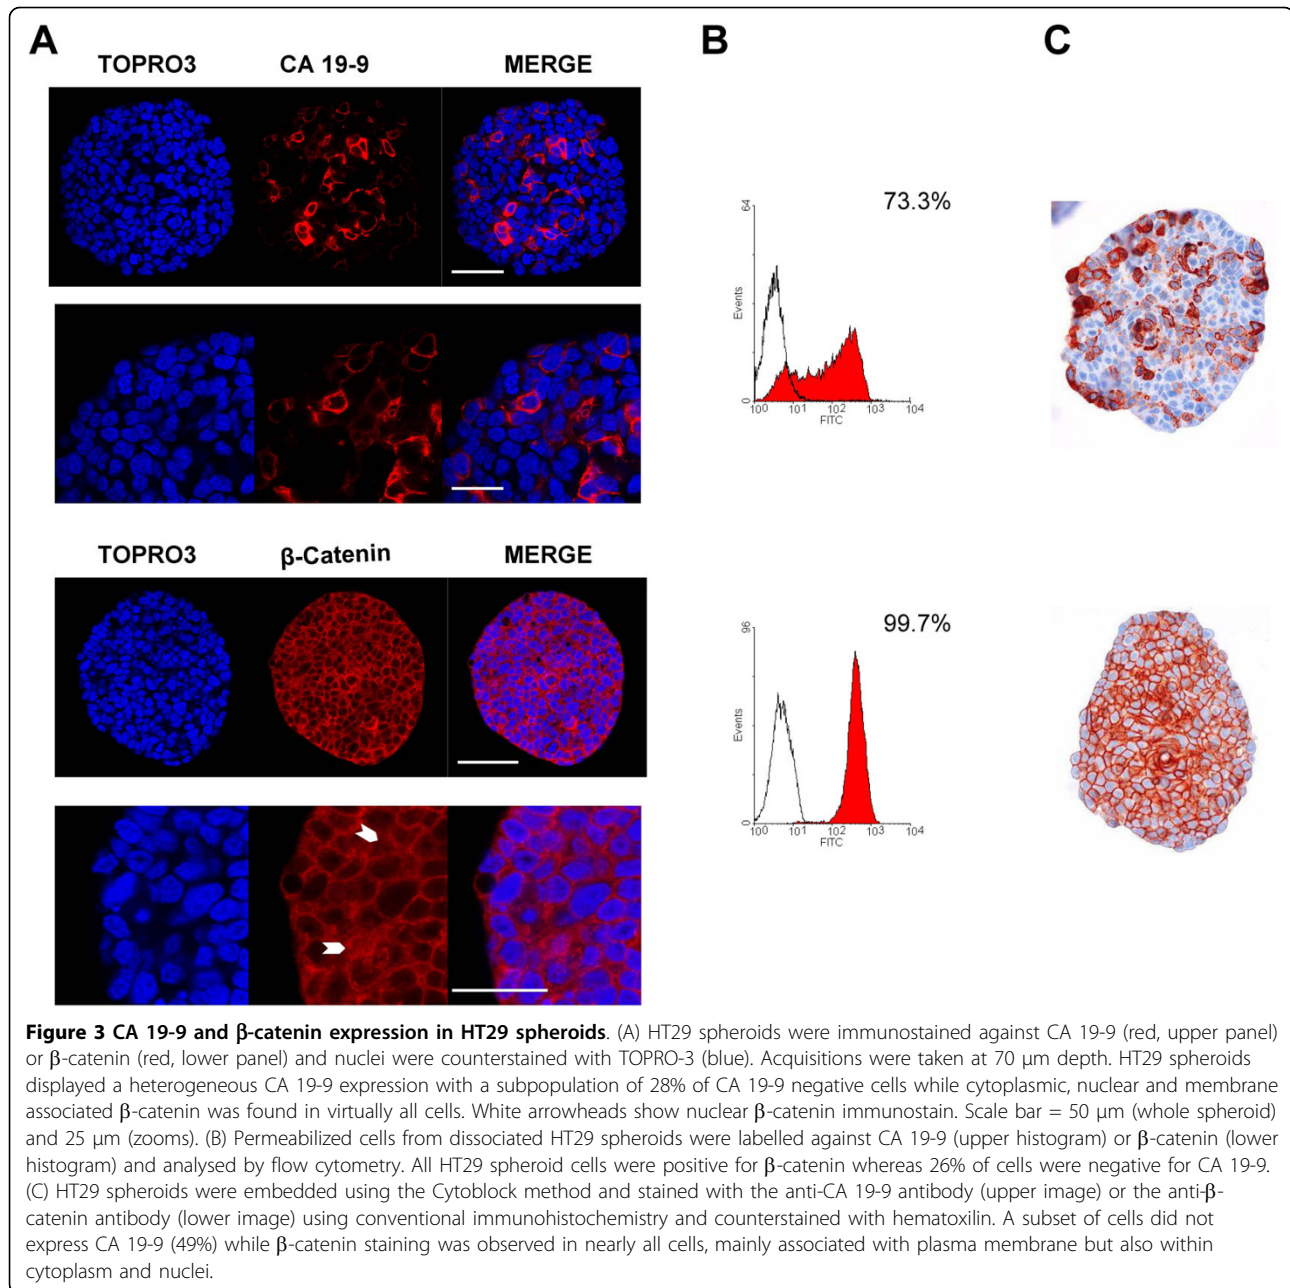 A
B
C
TOPRO3 CA 19-9 MERGE
73.3%
64
Events
0
10⁰ 10¹ 10² 10³ 10⁴
FITC
TOPRO3 β-Catenin MERGE
99.7%
96
Events
0
10⁰ 10¹ 10² 10³ 10⁴
FITC
Figure 3 CA 19-9 and β-catenin expression in HT29 spheroids. (A) HT29 spheroids were immunostained against CA 19-9 (red, upper panel)
or β-catenin (red, lower panel) and nuclei were counterstained with TOPRO-3 (blue). Acquisitions were taken at 70 μm depth. HT29 spheroids
displayed a heterogeneous CA 19-9 expression with a subpopulation of 28% of CA 19-9 negative cells while cytoplasmic, nuclear and membrane
associated β-catenin was found in virtually all cells. White arrowheads show nuclear β-catenin immunostain. Scale bar = 50 μm (whole spheroid)
and 25 μm (zooms). (B) Permeabilized cells from dissociated HT29 spheroids were labelled against CA 19-9 (upper histogram) or β-catenin (lower
histogram) and analysed by flow cytometry. All HT29 spheroid cells were positive for β-catenin whereas 26% of cells were negative for CA 19-9.
(C) HT29 spheroids were embedded using the Cytoblock method and stained with the anti-CA 19-9 antibody (upper image) or the anti-β-
catenin antibody (lower image) using conventional immunohistochemistry and counterstained with hematoxilin. A subset of cells did not
express CA 19-9 (49%) while β-catenin staining was observed in nearly all cells, mainly associated with plasma membrane but also within
cytoplasm and nuclei.